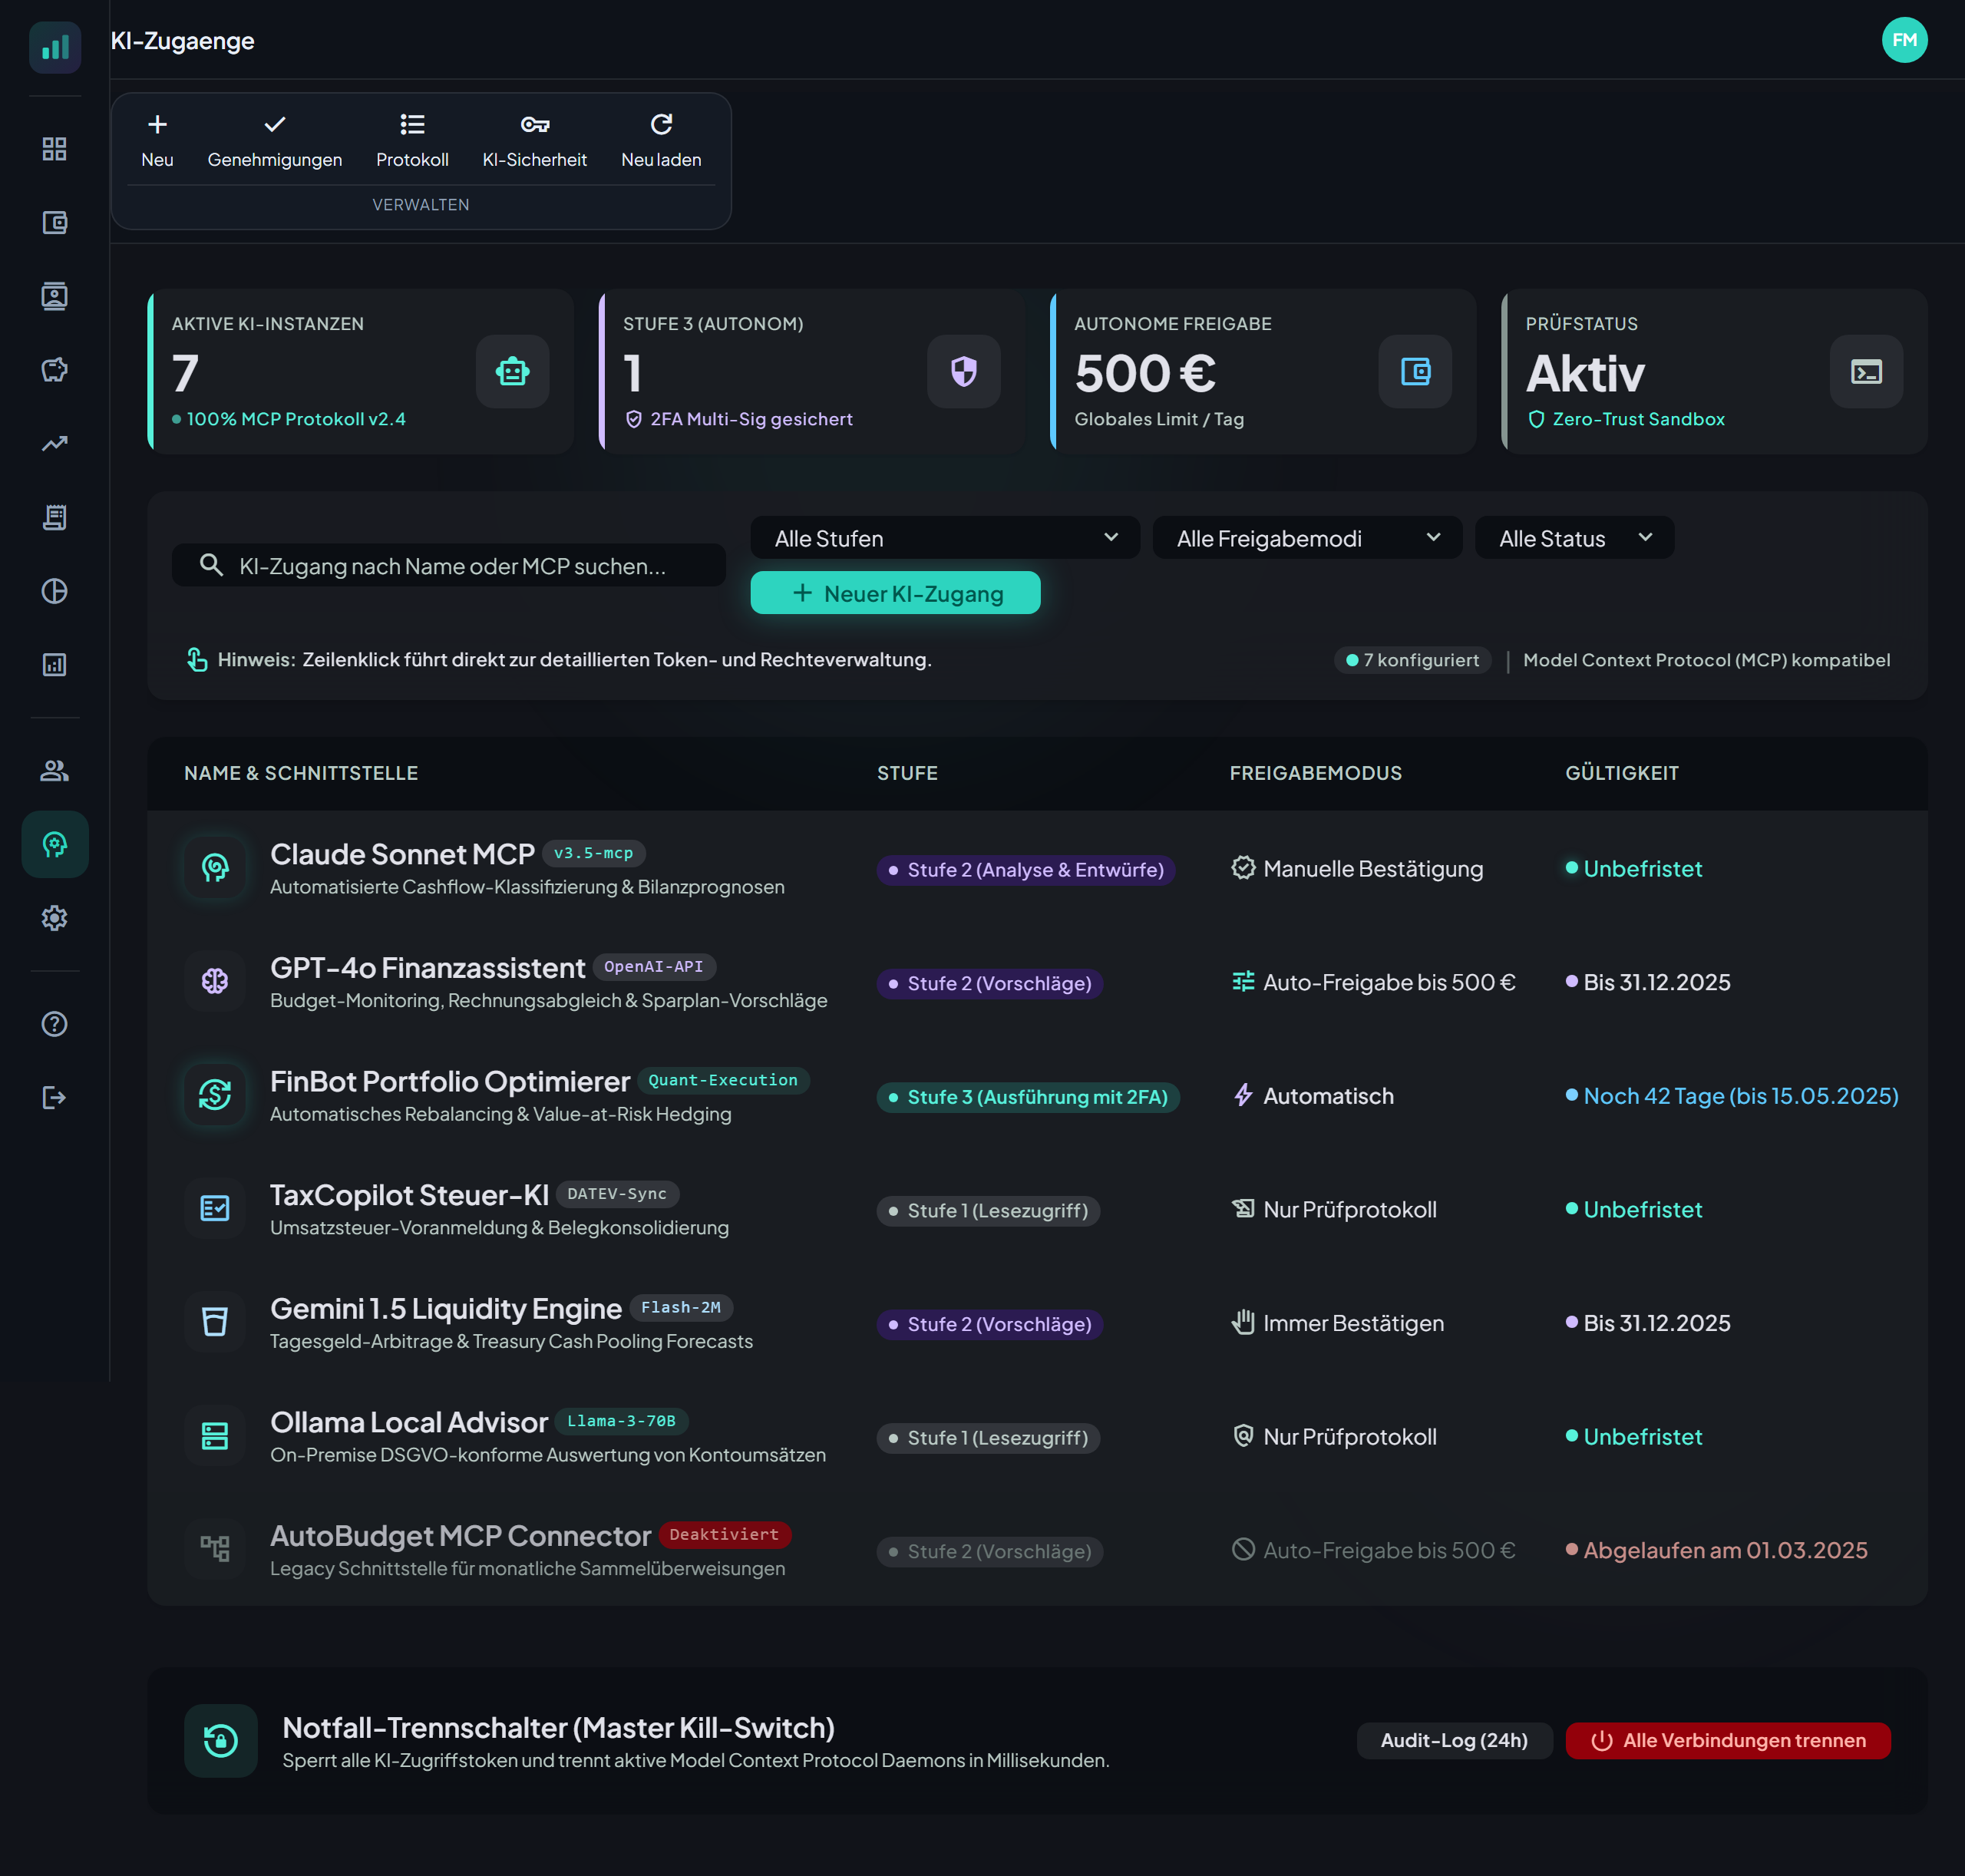 KI-Zugaenge
FM
Neu
Genehmigungen
Protokoll
KI-Sicherheit
Neu laden
VERWALTEN
AKTIVE KI-INSTANZEN
7
100% MCP Protokoll v2.4
STUFE 3 (AUTONOM)
1
2FA Multi-Sig gesichert
AUTONOME FREIGABE
500 €
Globales Limit / Tag
PRÜFSTATUS
Aktiv
Zero-Trust Sandbox
KI-Zugang nach Name oder MCP suchen...
Alle Stufen
Alle Freigabemodi
Alle Status
Neuer KI-Zugang
Hinweis: Zeilenklick führt direkt zur detaillierten Token- und Rechteverwaltung.
7 konfiguriert
Model Context Protocol (MCP) kompatibel
NAME & SCHNITTSTELLE
STUFE
FREIGABEMODUS
GÜLTIGKEIT
Claude Sonnet MCP
v3.5-mcp
Automatisierte Cashflow-Klassifizierung & Bilanzprognosen
Stufe 2 (Analyse & Entwürfe)
Manuelle Bestätigung
Unbefristet
GPT-4o Finanzassistent
OpenAI-API
Budget-Monitoring, Rechnungsabgleich & Sparplan-Vorschläge
Stufe 2 (Vorschläge)
Auto-Freigabe bis 500 €
Bis 31.12.2025
FinBot Portfolio Optimierer
Quant-Execution
Automatisches Rebalancing & Value-at-Risk Hedging
Stufe 3 (Ausführung mit 2FA)
Automatisch
Noch 42 Tage (bis 15.05.2025)
TaxCopilot Steuer-KI
DATEV-Sync
Umsatzsteuer-Voranmeldung & Belegkonsolidierung
Stufe 1 (Lesezugriff)
Nur Prüfprotokoll
Unbefristet
Gemini 1.5 Liquidity Engine
Flash-2M
Tagesgeld-Arbitrage & Treasury Cash Pooling Forecasts
Stufe 2 (Vorschläge)
Immer Bestätigen
Bis 31.12.2025
Ollama Local Advisor
Llama-3-70B
On-Premise DSGVO-konforme Auswertung von Kontoumsätzen
Stufe 1 (Lesezugriff)
Nur Prüfprotokoll
Unbefristet
AutoBudget MCP Connector
Deaktiviert
Legacy Schnittstelle für monatliche Sammelüberweisungen
Stufe 2 (Vorschläge)
Auto-Freigabe bis 500 €
Abgelaufen am 01.03.2025
Notfall-Trennschalter (Master Kill-Switch)
Sperrt alle KI-Zugriffstoken und trennt aktive Model Context Protocol Daemons in Millisekunden.
Audit-Log (24h)
Alle Verbindungen trennen